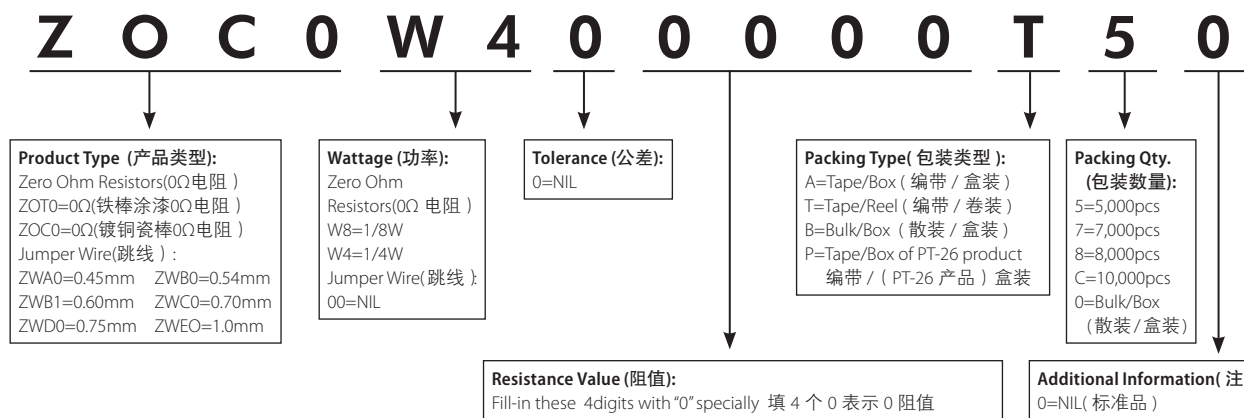 Z O C 0 W 4 0 0 0 0 0 T 5 0
Product Type (产品类型):
Zero Ohm Resistors(0Ω电阻)
ZOT0=0Ω(铁棒涂漆0Ω电阻)
ZOC0=0Ω(镀铜瓷棒0Ω电阻)
Jumper Wire(跳线):
ZWA0=0.45mm ZWB0=0.54mm
ZWB1=0.60mm ZWC0=0.70mm
ZWD0=0.75mm ZWEO=1.0mm
Wattage (功率):
Zero Ohm
Resistors(0Ω 电阻)
W8=1/8W
W4=1/4W
Jumper Wire(跳线):
00=NIL
Tolerance (公差):
0=NIL
Packing Type( 包装类型 ):
A=Tape/Box ( 编带 / 盒装 )
T=Tape/Reel ( 编带 / 卷装 )
B=Bulk/Box ( 散装 / 盒装 )
P=Tape/Box of PT-26 product
编带 / ( PT-26 产品 ) 盒装
Packing Qty.
(包装数量):
5=5,000pcs
7=7,000pcs
8=8,000pcs
C=10,000pcs
0=Bulk/Box
(散装/盒装)
Resistance Value (阻值):
Fill-in these 4digits with "0" specially 填 4 个 0 表示 0 阻值
Additional Information( 注
0=NIL( 标准品 )